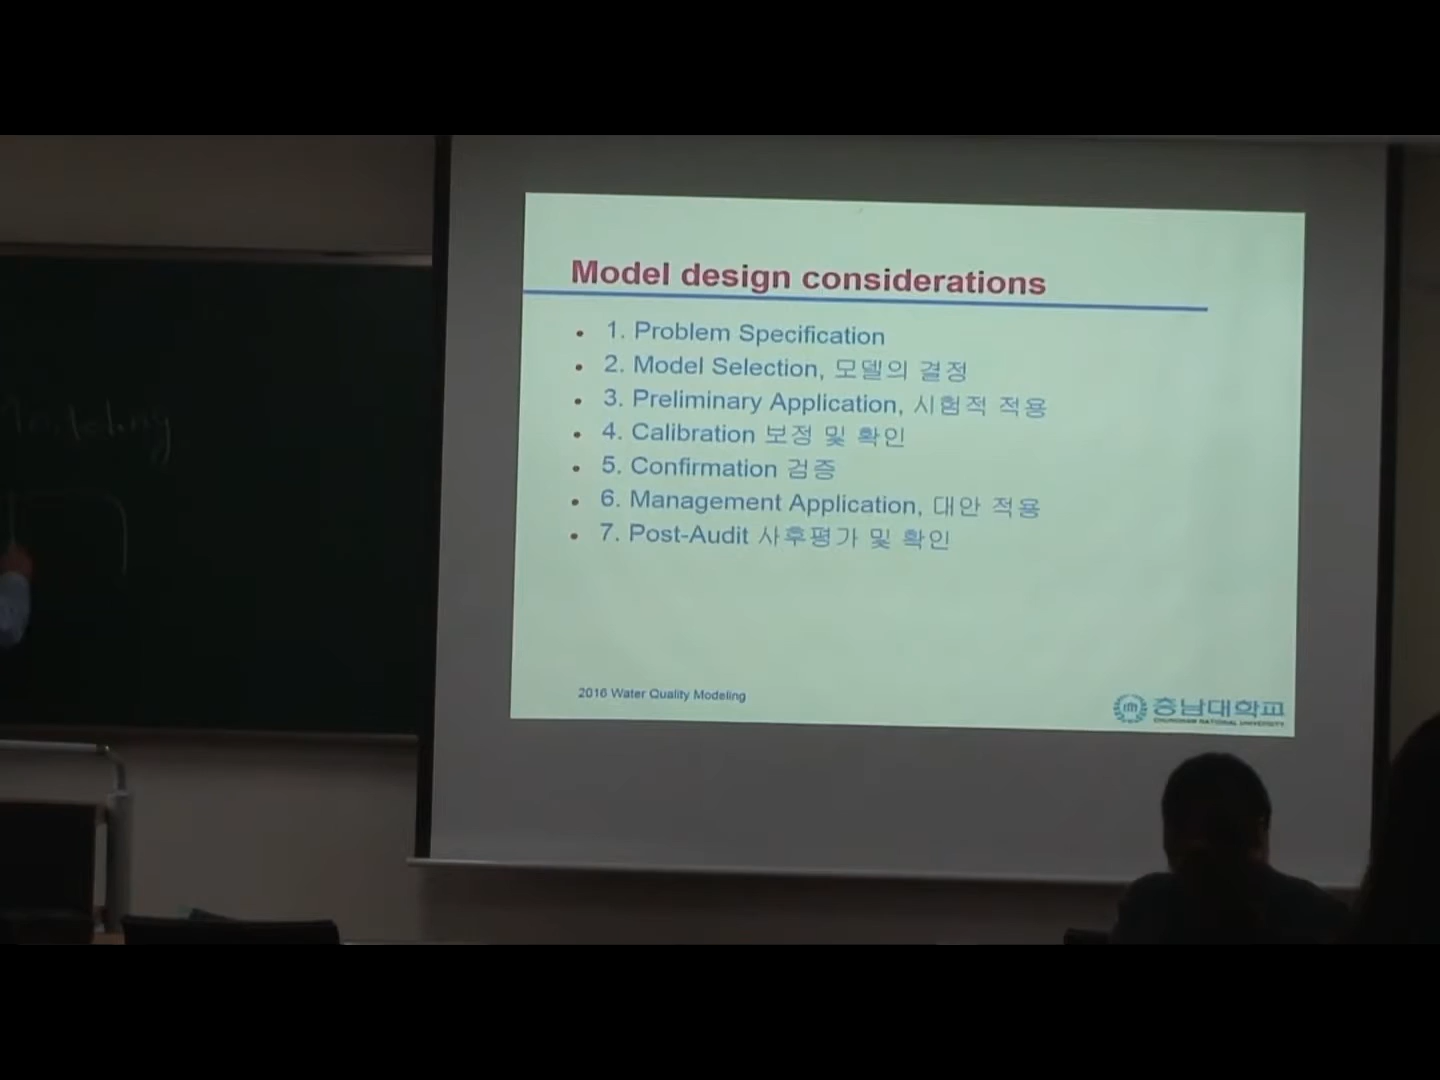 Model design considerations
• 1. Problem Specification
• 2. Model Selection, 모델의 결정
• 3. Preliminary Application, 시험적 적용
• 4. Calibration 보정 및 확인
• 5. Confirmation 검증
• 6. Management Application, 대안 적용
• 7. Post-Audit 사후평가 및 확인
2016 Water Quality Modeling
충남대학교
CHUNGNAM NATIONAL UNIVERSITY